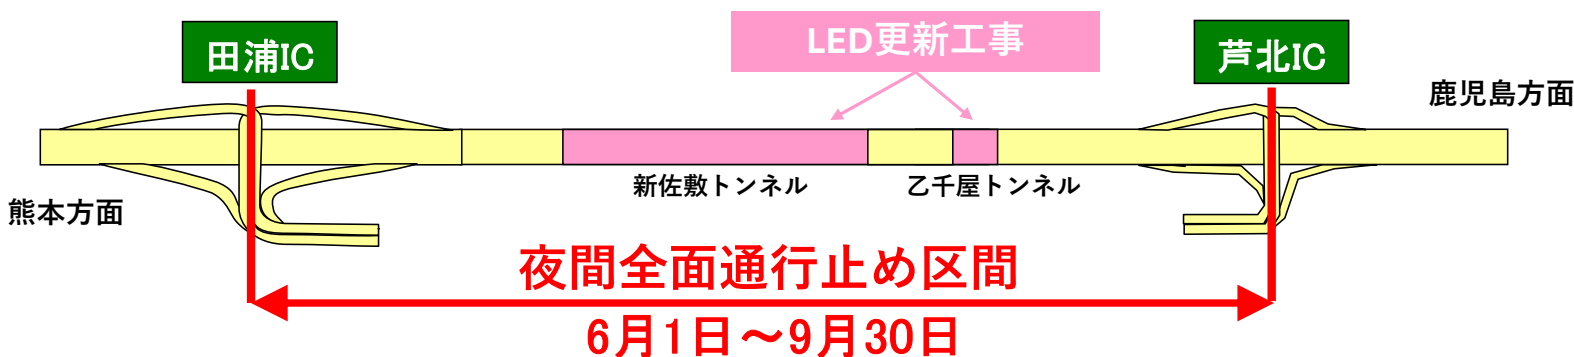 田浦IC
LED更新工事
芦北IC
鹿児島方面
新佐敷トンネル
乙千屋トンネル
熊本方面
夜間全面通行止め区間
6月1日～9月30日